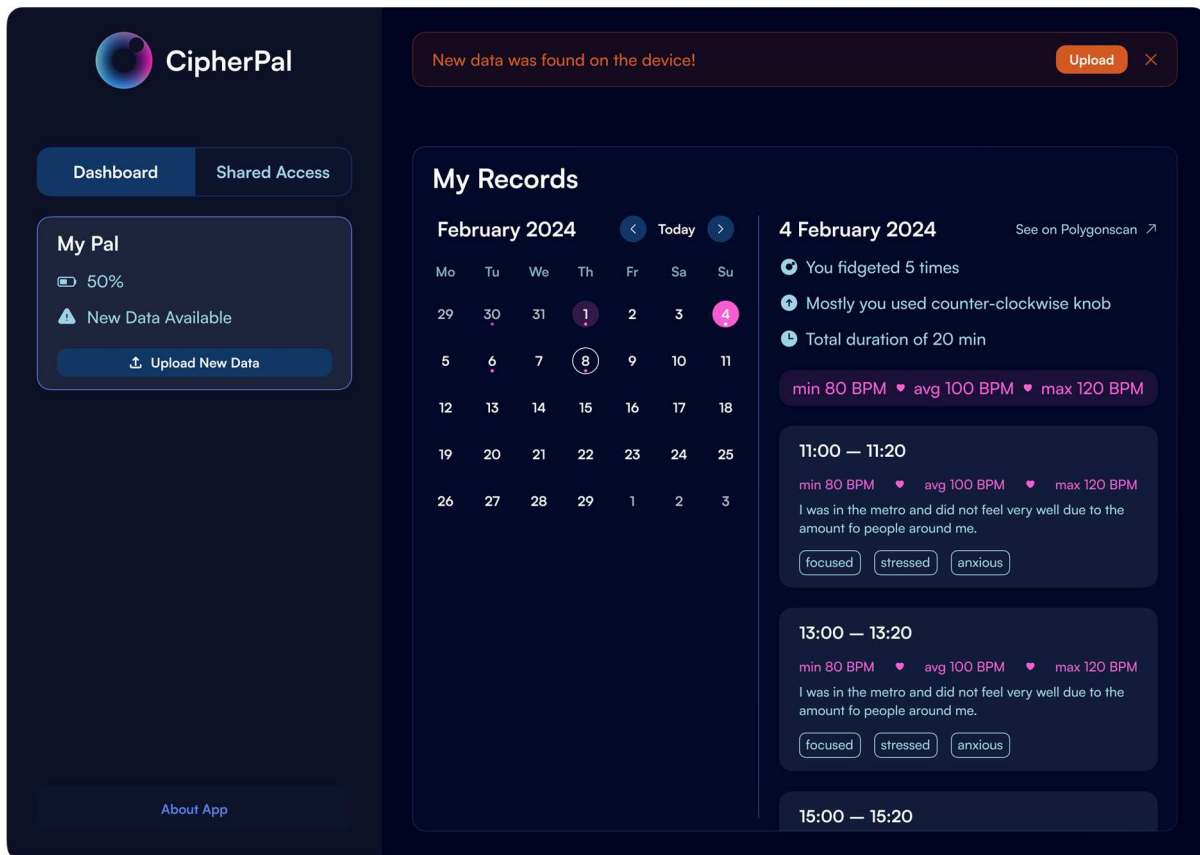 CipherPal
New data was found on the device!
Upload
Dashboard
Shared Access
My Pal
50%
New Data Available
Upload New Data
About App
My Records
February 2024
Today
Mo Tu We Th Fr Sa Su
29 30 31 1 2 3 4
5 6 7 8 9 10 11
12 13 14 15 16 17 18
19 20 21 22 23 24 25
26 27 28 29 1 2 3
4 February 2024
See on Polygonscan
You fidgeted 5 times
Mostly you used counter-clockwise knob
Total duration of 20 min
min 80 BPM avg 100 BPM max 120 BPM
11:00 — 11:20
min 80 BPM avg 100 BPM max 120 BPM
I was in the metro and did not feel very well due to the
amount fo people around me.
focused stressed anxious
13:00 — 13:20
min 80 BPM avg 100 BPM max 120 BPM
I was in the metro and did not feel very well due to the
amount fo people around me.
focused stressed anxious
15:00 — 15:20